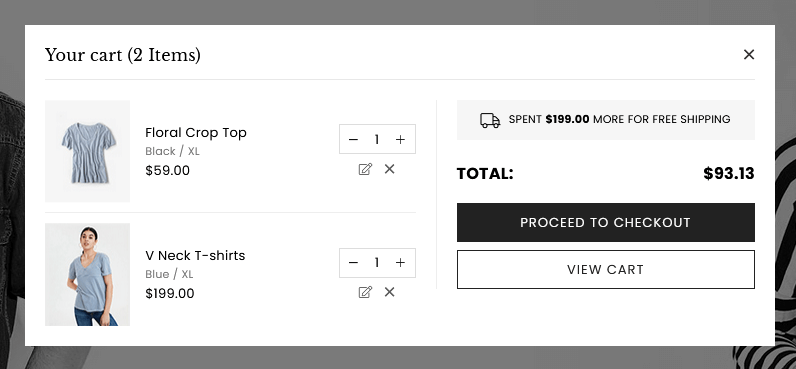 Your cart (2 Items)
Floral Crop Top
Black / XL
$59.00
1
V Neck T-shirts
Blue / XL
$199.00
1
SPENT $199.00 MORE FOR FREE SHIPPING
TOTAL: $93.13
PROCEED TO CHECKOUT
VIEW CART